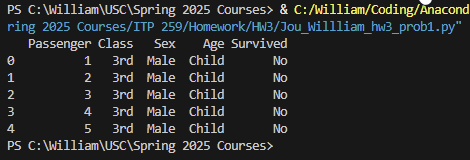 PS C:\William\USC\Spring 2025 Courses> & C:/William/Coding/Anacond
ring 2025 Courses/ITP 259/Homework/HW3/Jou_Willliam_hw3_prob1.py"
Passenger Class Sex Age Survived
0 1 3rd Male Child No
1 2 3rd Male Child No
2 3 3rd Male Child No
3 4 3rd Male Child No
4 5 3rd Male Child No
PS C:\William\USC\Spring 2025 Courses>